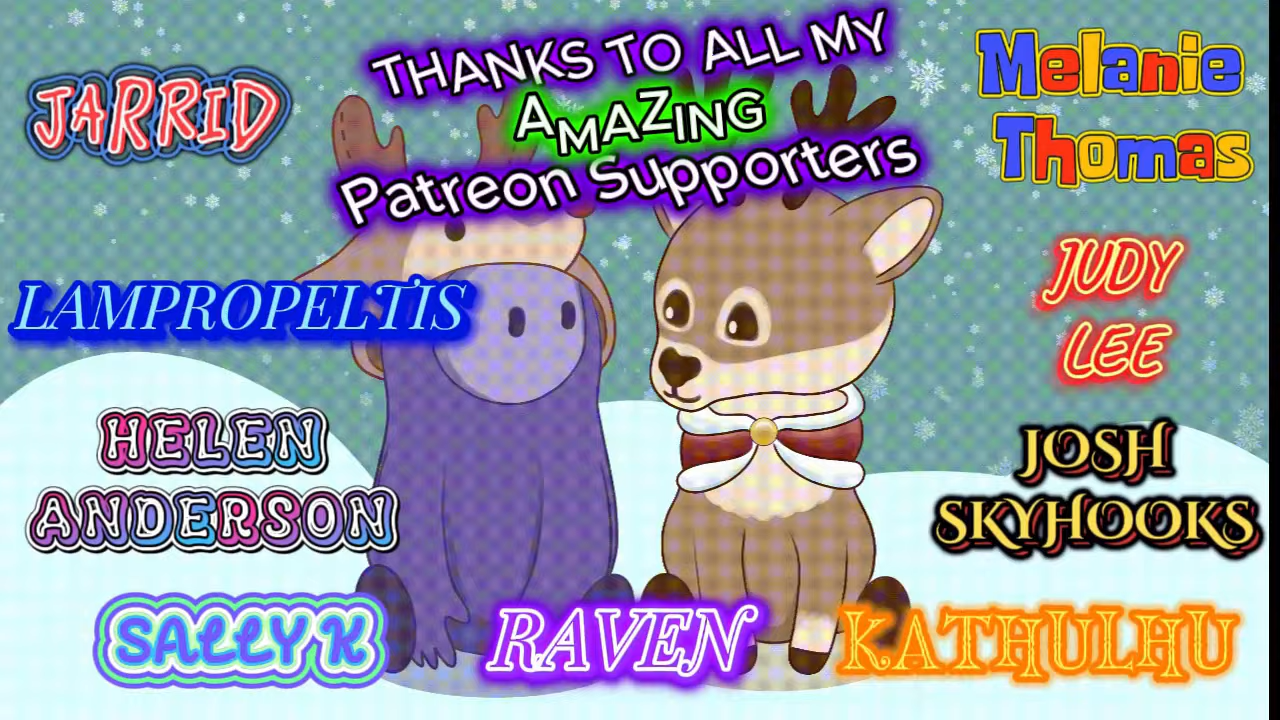 THANKS TO ALL MY
AMAZING
Patreon Supporters
JARRID
Melanie
Thomas
LAMPROPELTIS
JUDY
LEE
HELEN
ANDERSON
JOSH
SKYHOOKS
SALLY K
RAVEN
KATHULHU